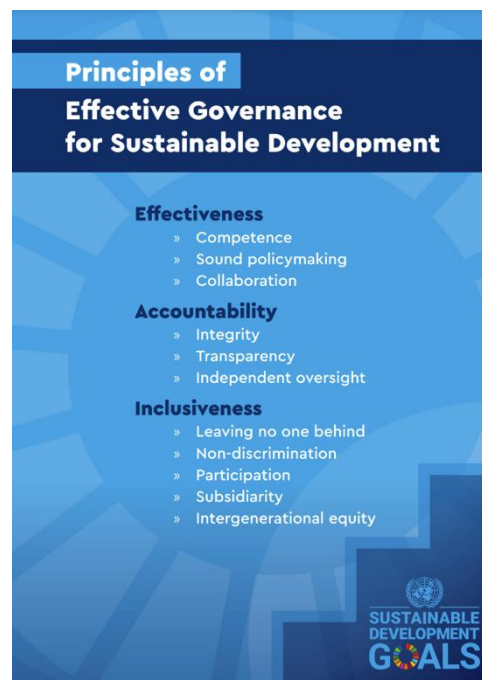 Principles of
Effective Governance
for Sustainable Development
Effectiveness
» Competence
» Sound policymaking
» Collaboration
Accountability
» Integrity
» Transparency
» Independent oversight
Inclusiveness
» Leaving no one behind
» Non-discrimination
» Participation
» Subsidiarity
» Intergenerational equity
SUSTAINABLE
DEVELOPMENT
GOALS